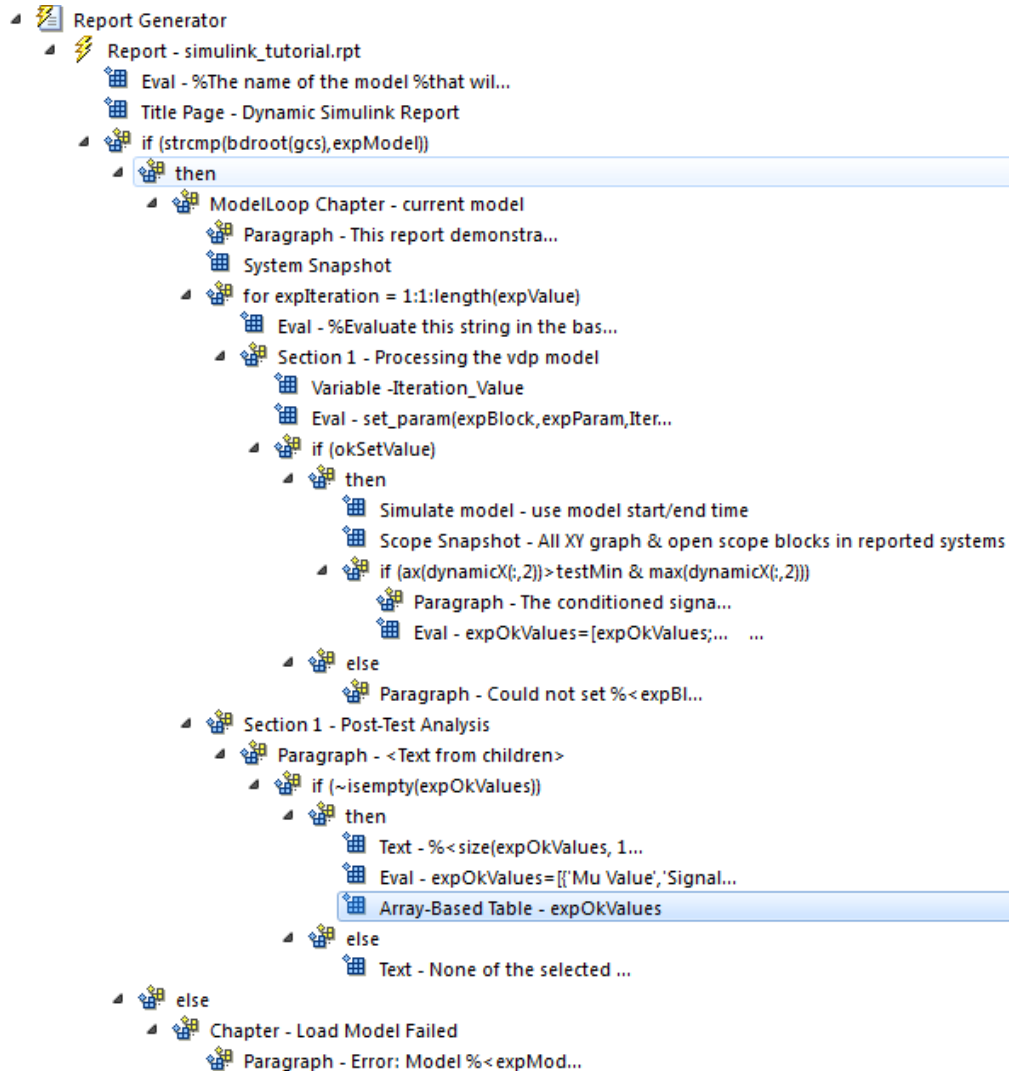 Report Generator
Report - simulink_tutorial.rpt
Eval - %The name of the model %that wil...
Title Page - Dynamic Simulink Report
if (strcmp(bdroot(gcs),expModel))
then
ModelLoop Chapter - current model
Paragraph - This report demonstra...
System Snapshot
for expIteration = 1:1:length(expValue)
Eval - %Evaluate this string in the bas...
Section 1 - Processing the vdp model
Variable -Iteration_Value
Eval - set_param(expBlock,expParam,Iter...
if (okSetValue)
then
Simulate model - use model start/end time
Scope Snapshot - All XY graph & open scope blocks in reported systems
if (ax(dynamicX(:,2))>testMin & max(dynamicX(:,2)))
Paragraph - The conditioned signa...
Eval - expOkValues=[expOkValues;... ...
else
Paragraph - Could not set %<expBl...
Section 1 - Post-Test Analysis
Paragraph - <Text from children>
if (~isempty(expOkValues))
then
Text - %<size(expOkValues, 1...
Eval - expOkValues=[{'Mu Value','Signal...
Array-Based Table - expOkValues
else
Text - None of the selected ...
else
Chapter - Load Model Failed
Paragraph - Error: Model %<expMod...